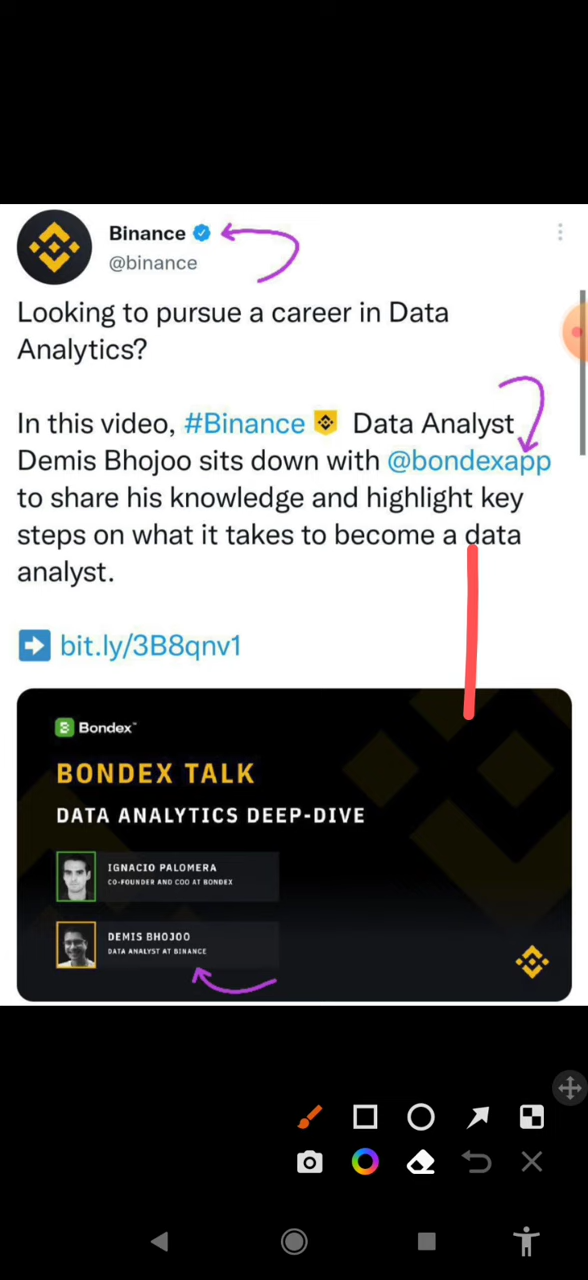 Binance
@binance
Looking to pursue a career in Data
Analytics?
In this video, #Binance Data Analyst
Demis Bhojoo sits down with @bondexapp
to share his knowledge and highlight key
steps on what it takes to become a data
analyst.
bit.ly/3B8qnv1
Bondex™
BONDEX TALK
DATA ANALYTICS DEEP-DIVE
IGNACIO PALOMERA
CO-FOUNDER AND COO AT BONDEX
DEMIS BHOJOO
DATA ANALYST AT BINANCE